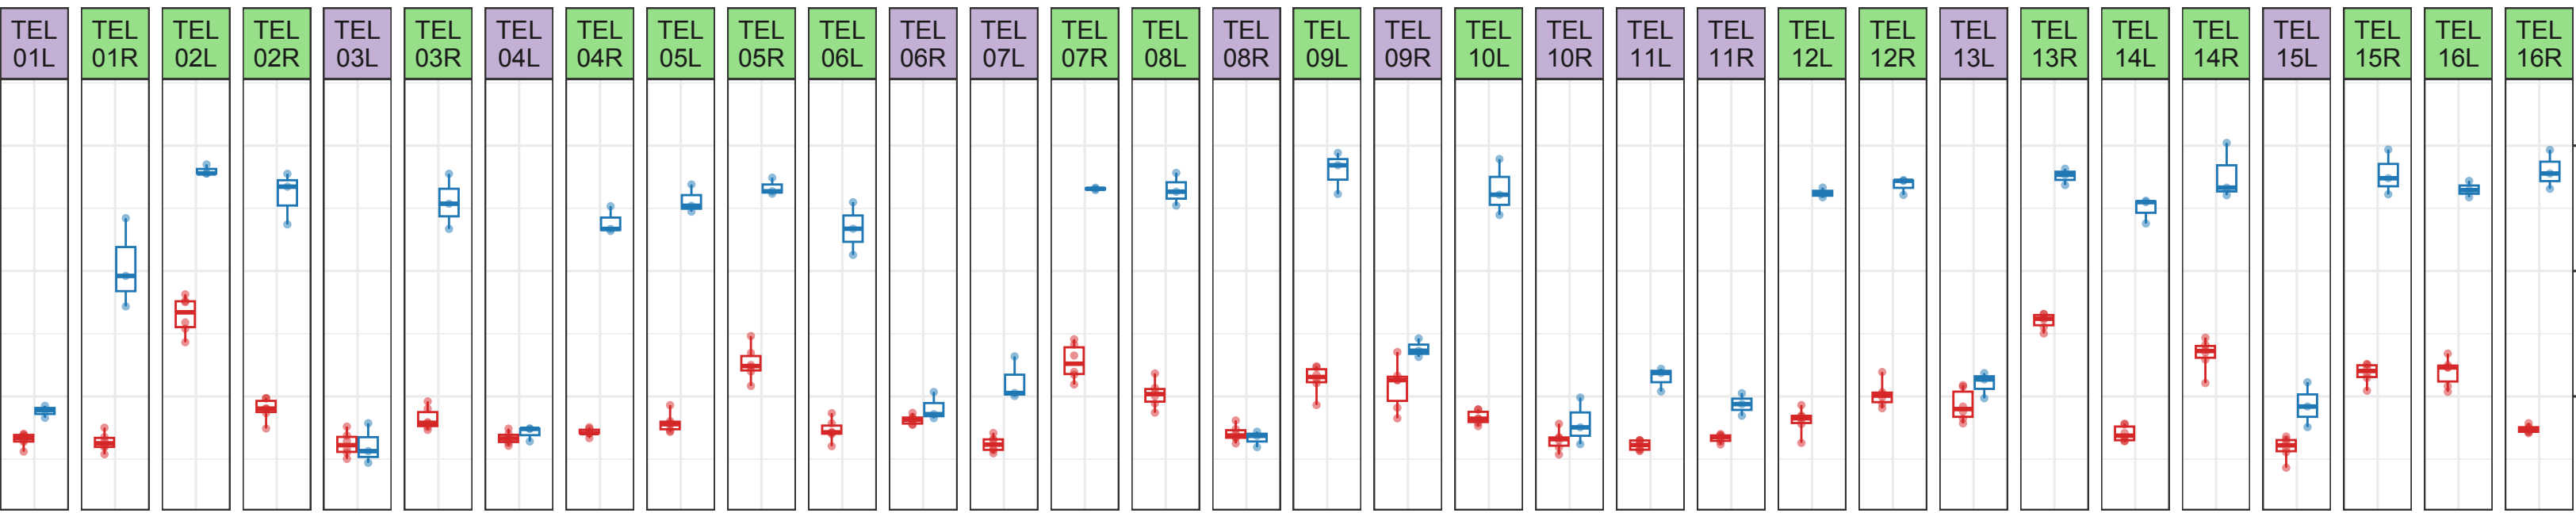 TEL 01L
TEL 01R
TEL 02L
TEL 02R
TEL 03L
TEL 03R
TEL 04L
TEL 04R
TEL 05L
TEL 05R
TEL 06L
TEL 06R
TEL 07L
TEL 07R
TEL 08L
TEL 08R
TEL 09L
TEL 09R
TEL 10L
TEL 10R
TEL 11L
TEL 11R
TEL 12L
TEL 12R
TEL 13L
TEL 13R
TEL 14L
TEL 14R
TEL 15L
TEL 15R
TEL 16L
TEL 16R